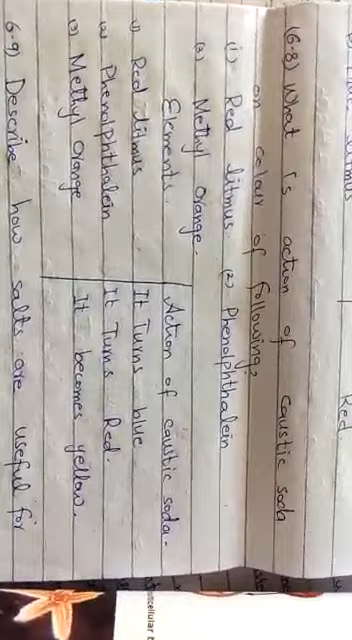 Red
(6.8) What is action of caustic soda
on colour of following?
(1) Red litmus. (2) Phenolphthalein
(3) Methyl orange.
Elements. Action of caustic soda.
1) Red litmus It Turns blue
(2) Phenolphthalein It Turns Red.
(3) Methyl orange It becomes yellow.
6.9) Describe how salts are useful for